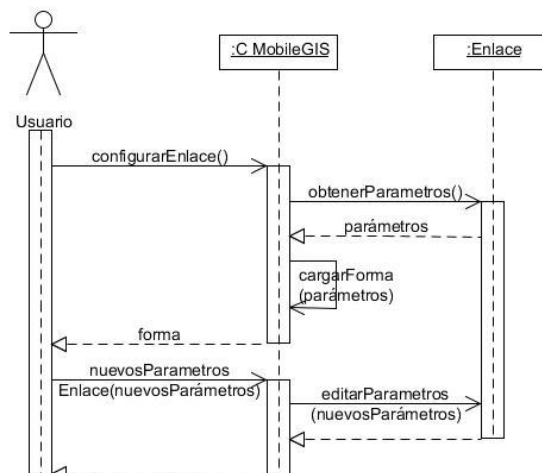 :C MobileGIS
:Enlace
Usuario
configurarEnlace()
obtenerParametros()
parámetros
cargarForma
(parámetros)
forma
nuevosParametros
Enlace(nuevosParámetros)
editarParametros
(nuevosParámetros)